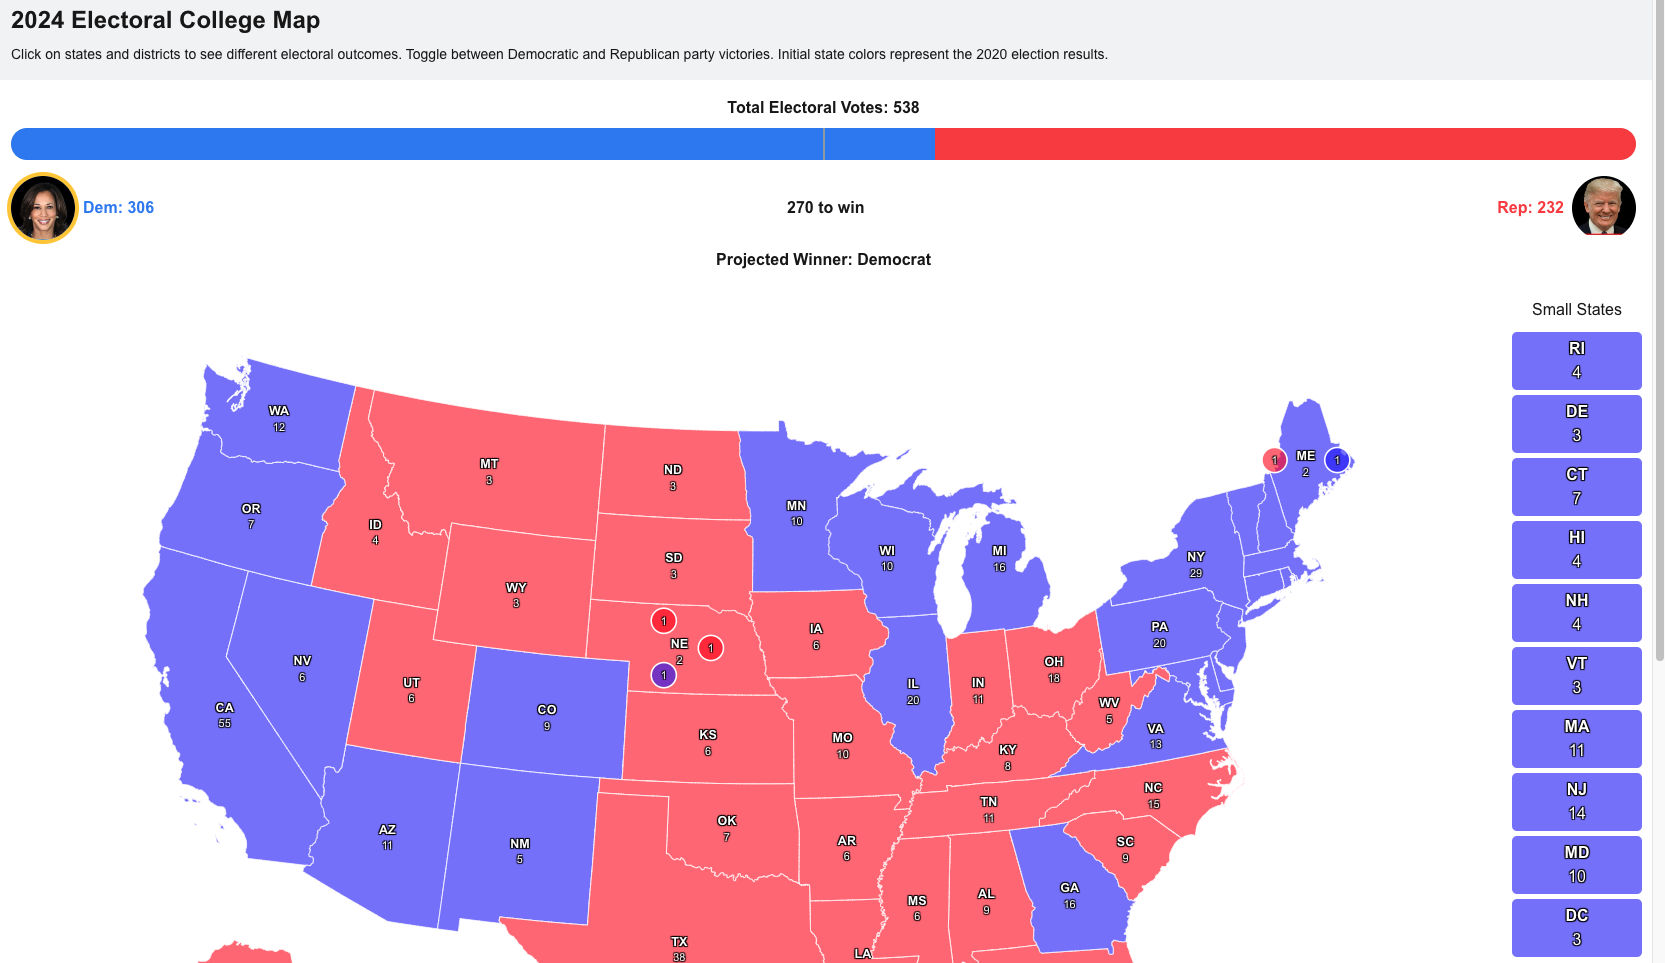 2024 Electoral College Map
Click on states and districts to see different electoral outcomes. Toggle between Democratic and Republican party victories. Initial state colors represent the 2020 election results.
Total Electoral Votes: 538
Dem: 306
270 to win
Rep: 232
Projected Winner: Democrat
Small States
RI
4
DE
3
CT
7
HI
4
NH
4
VT
3
MA
11
NJ
14
MD
10
DC
3
WA
12
OR
7
CA
55
NV
6
ID
4
MT
3
WY
3
UT
6
AZ
11
CO
9
NM
5
ND
3
SD
3
1
NE
2
1
1
KS
6
OK
7
TX
38
MN
10
IA
6
MO
10
AR
6
LA
WI
10
IL
20
MI
16
IN
11
OH
18
KY
8
TN
11
MS
6
AL
9
GA
16
WV
5
VA
13
NC
15
SC
9
PA
20
NY
29
1
ME
2
1